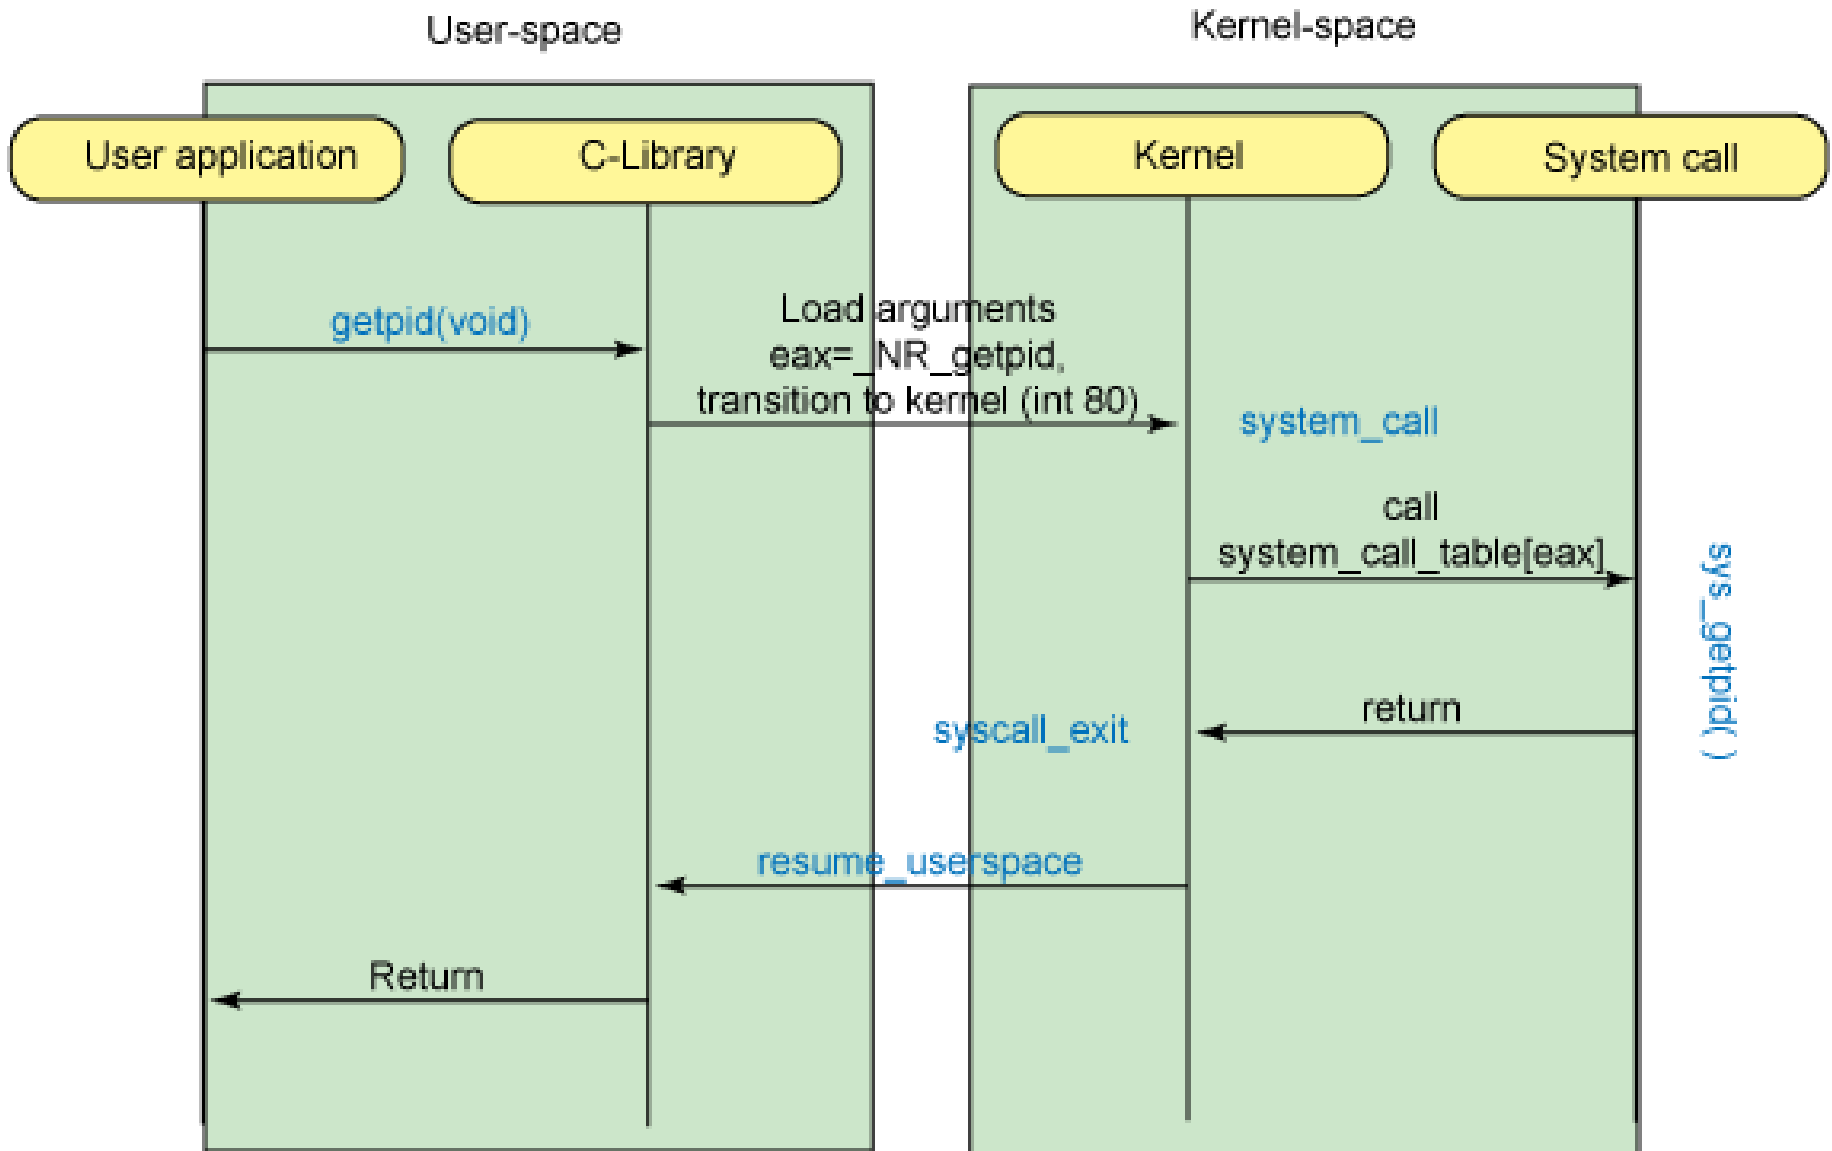 User-space
Kernel-space
User application
C-Library
Kernel
System call
getpid(void)
Load arguments
eax=_NR_getpid,
transition to kernel (int 80)
system_call
call
system_call_table[eax]
sys_getpid( )
return
syscall_exit
resume_userspace
Return